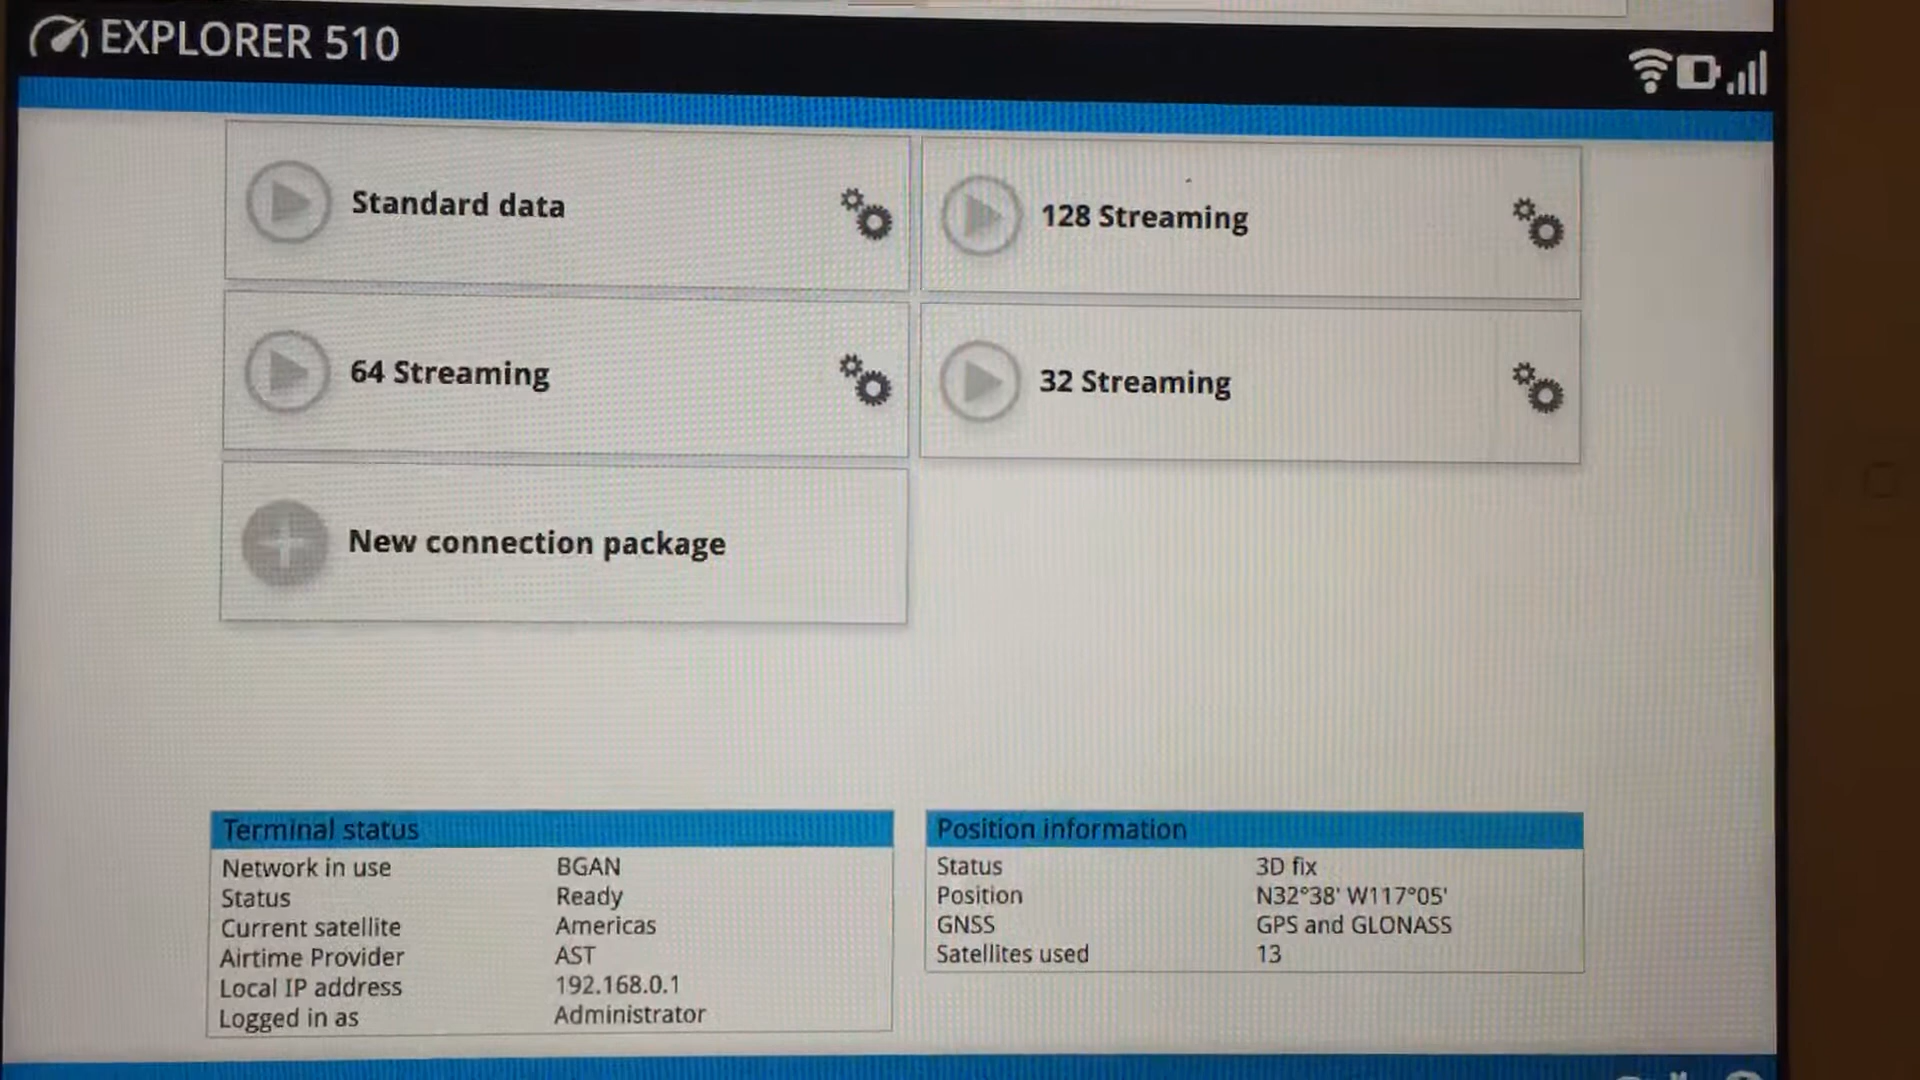 EXPLORER 510
Standard data
128 Streaming
64 Streaming
32 Streaming
New connection package
Terminal status
Network in use BGAN
Status Ready
Current satellite Americas
Airtime Provider AST
Local IP address 192.168.0.1
Logged in as Administrator
Position information
Status 3D fix
Position N32°38' W117°05'
GNSS GPS and GLONASS
Satellites used 13